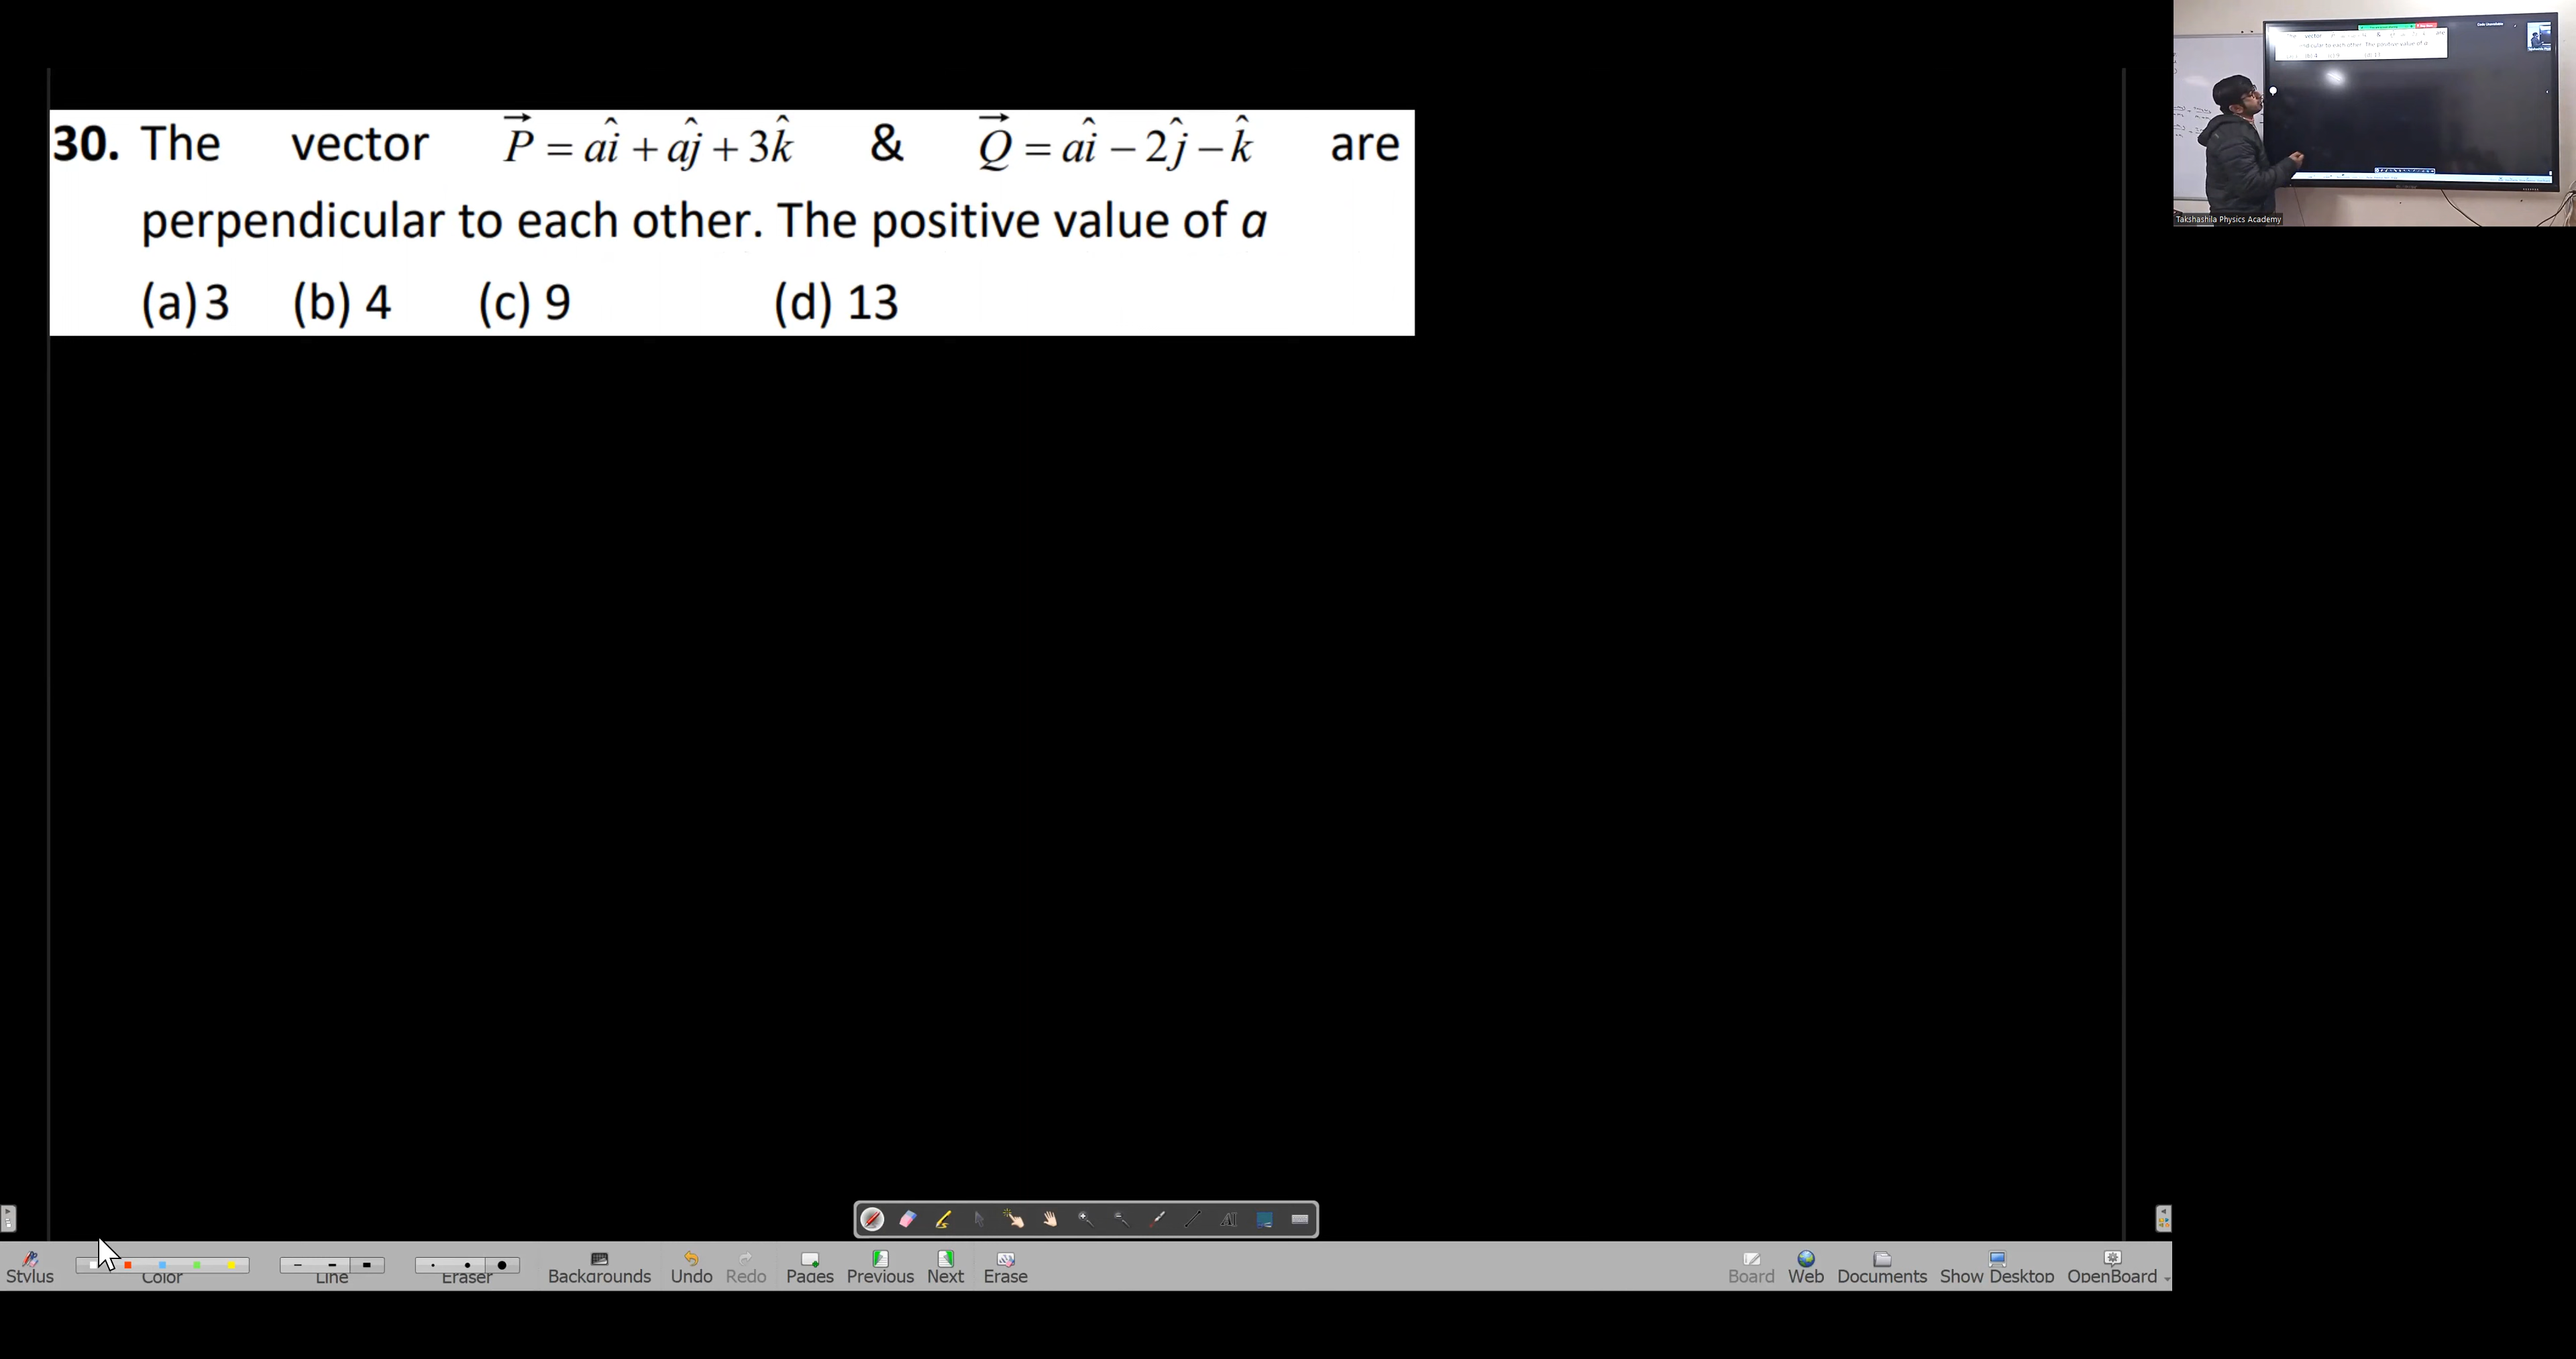 30. The vector $\vec{P} = a\hat{i} + a\hat{j} + 3\hat{k}$ & $\vec{Q} = a\hat{i} - 2\hat{j} - \hat{k}$ are
perpendicular to each other. The positive value of a
(a) 3 (b) 4 (c) 9 (d) 13
Takshashila Physics Academy
Stylus Color Line Eraser Backgrounds Undo Redo Pages Previous Next Erase Board Web Documents Show Desktop OpenBoard